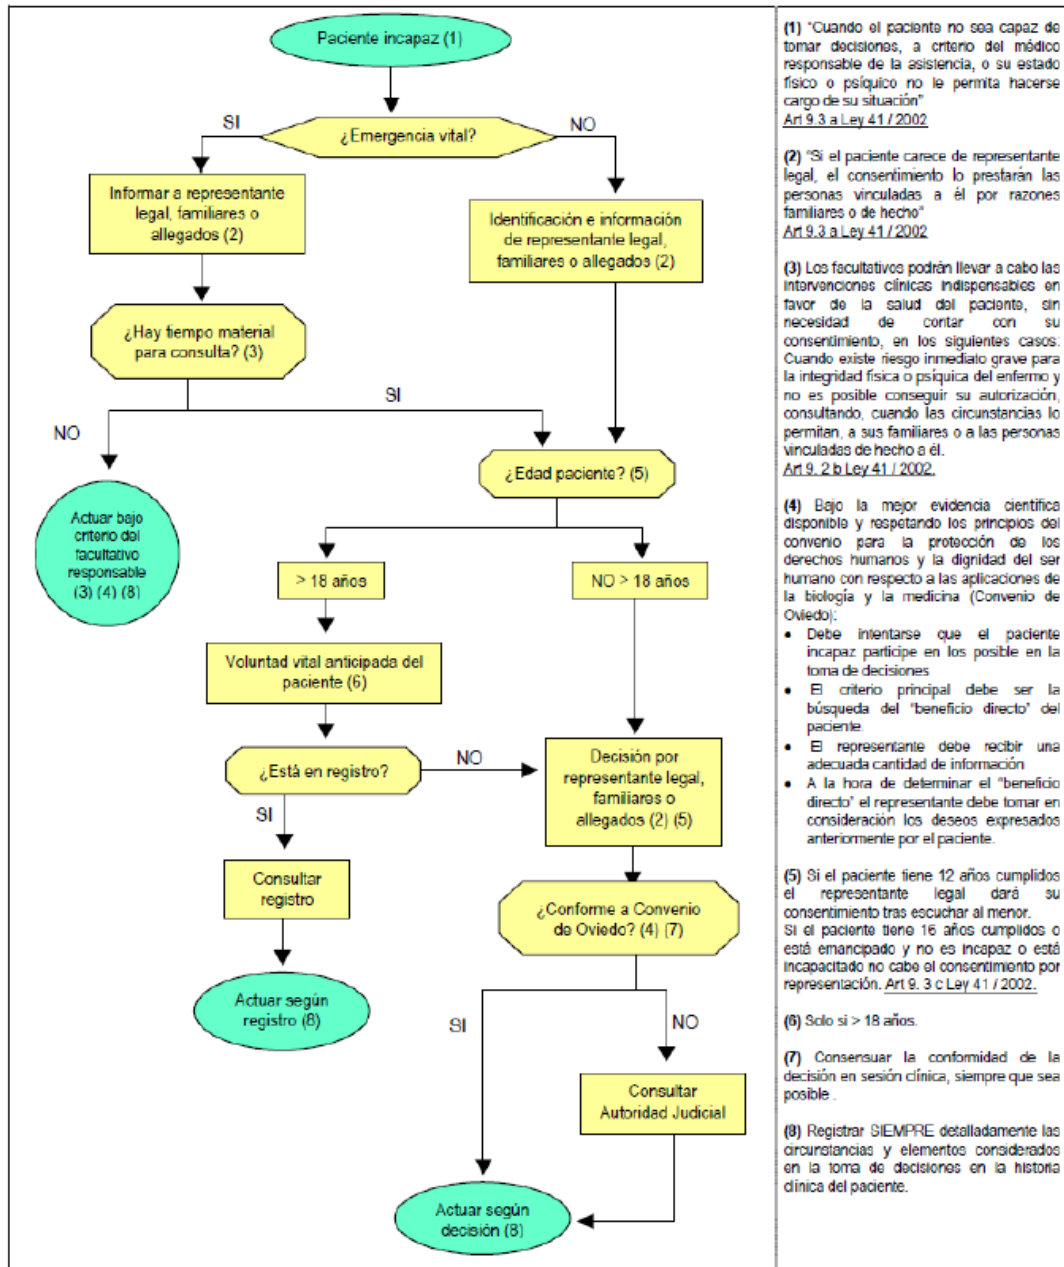 Paciente incapaz (1)
¿Emergencia vital?
SI
NO
Informar a representante
legal, familiares o
allegados (2)
Identificación e información
de representante legal,
familiares o allegados (2)
¿Hay tiempo material
para consulta? (3)
NO
SI
Actuar bajo
criterio del
facultativo
responsable
(3) (4) (8)
¿Edad paciente? (5)
> 18 años
NO > 18 años
Voluntad vital anticipada del
paciente (6)
¿Está en registro?
NO
SI
Decisión por
representante legal,
familiares o
allegados (2) (5)
Consultar
registro
Actuar según
registro (8)
¿Conforme a Convenio
de Oviedo? (4) (7)
SI
NO
Consultar
Autoridad Judicial
Actuar según
decisión (8)
(1) "Cuando el paciente no sea capaz de
tomar decisiones, a criterio del médico
responsable de la asistencia, o su estado
físico o psíquico no le permita hacerse
cargo de su situación"
Art 9.3 a Ley 41 / 2002
(2) "Si el paciente carece de representante
legal, el consentimiento lo prestarán las
personas vinculadas a él por razones
familiares o de hecho"
Art 9.3 a Ley 41 / 2002
(3) Los facultativos podrán llevar a cabo las
intervenciones clínicas indispensables en
favor de la salud del paciente, sin
necesidad de contar con su
consentimiento, en los siguientes casos:
Cuando existe riesgo inmediato grave para
la integridad física o psíquica del enfermo y
no es posible conseguir su autorización,
consultando, cuando las circunstancias lo
permitan, a sus familiares o a las personas
vinculadas de hecho a él.
Art 9. 2 b Ley 41 / 2002.
(4) Bajo la mejor evidencia científica
disponible y respetando los principios del
convenio para la protección de los
derechos humanos y la dignidad del ser
humano con respecto a las aplicaciones de
la biología y la medicina (Convenio de
Oviedo):
• Debe intentarse que el paciente
incapaz participe en los posible en la
toma de decisiones
• El criterio principal debe ser la
búsqueda del "beneficio directo" del
paciente.
• El representante debe recibir una
adecuada cantidad de información
• A la hora de determinar el "beneficio
directo" el representante debe tomar en
consideración los deseos expresados
anteriormente por el paciente.
(5) Si el paciente tiene 12 años cumplidos
el representante legal dará su
consentimiento tras escuchar al menor.
Si el paciente tiene 16 años cumplidos o
está emancipado y no es incapaz o está
incapacitado no cabe el consentimiento por
representación. Art 9. 3 c Ley 41 / 2002.
(6) Solo si > 18 años.
(7) Consensuar la conformidad de la
decisión en sesión clínica, siempre que sea
posible .
(8) Registrar SIEMPRE detalladamente las
circunstancias y elementos considerados
en la toma de decisiones en la historia
clínica del paciente.